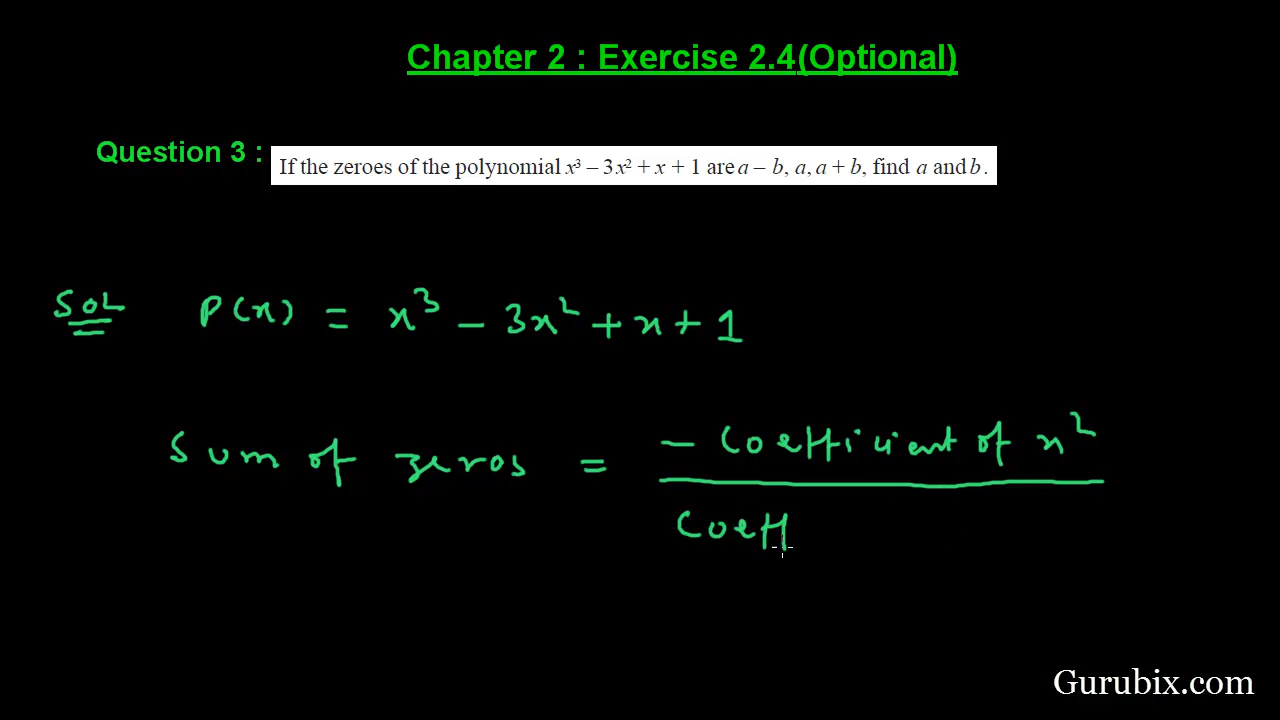 Chapter 2 : Exercise 2.4(Optional)
Question 3 : If the zeroes of the polynomial x³ – 3x² + x + 1 are a – b, a, a + b, find a and b.
SOL P(x) = x³ - 3x² + x + 1
Sum of zeros = - Coefficient of x²
Coeff
Gurubix.com